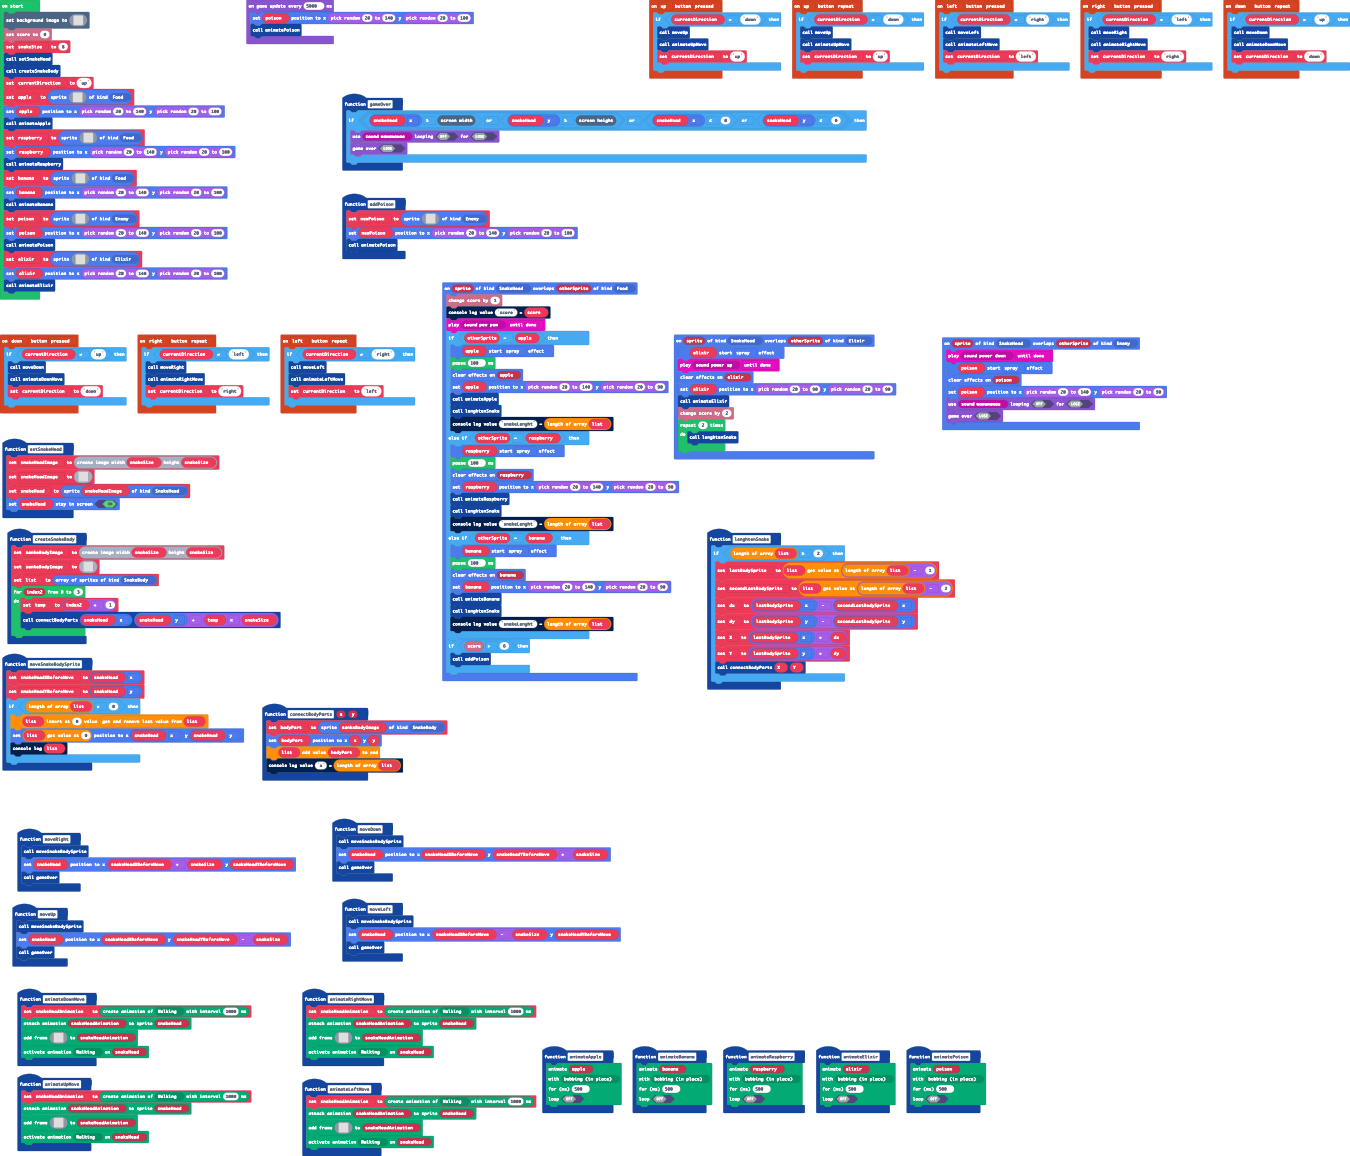 on start
set background image to
set score to 0
set snakeSize to 6
call setSnakeHead
call createSnakeBody
set currentDirection to up
set apple to sprite of kind Food
set apple position to x pick random 20 to 140 y pick random 20 to 100
call animateApple
set raspberry to sprite of kind Food
set raspberry position to x pick random 20 to 140 y pick random 20 to 100
call animateRaspberry
set banana to sprite of kind Food
set banana position to x pick random 20 to 140 y pick random 20 to 100
call animateBanana
set poison to sprite of kind Enemy
set poison position to x pick random 20 to 140 y pick random 20 to 100
call animatePoison
set elixir to sprite of kind Elixir
set elixir position to x pick random 20 to 140 y pick random 20 to 100
call animateElixir
on game update every 5000 ms
set poison position to x pick random 20 to 140 y pick random 20 to 100
call animatePoison
on up button pressed
if currentDirection ≠ down then
call moveUp
call animateUpMove
set currentDirection to up
on up button repeat
if currentDirection ≠ down then
call moveUp
call animateUpMove
set currentDirection to up
on left button pressed
if currentDirection ≠ right then
call moveLeft
call animateLeftMove
set currentDirection to left
on right button pressed
if currentDirection ≠ left then
call moveRight
call animateRightMove
set currentDirection to right
on down button repeat
if currentDirection ≠ up then
call moveDown
call animateDownMove
set currentDirection to down
function gameOver
if snakeHead x screen width or snakeHead y screen height or snakeHead x 0 or snakeHead y 0 then
use sound looping OFF for LOSE
game over LOSE
function addPoison
set newPoison to sprite of kind Enemy
set newPoison position to x pick random 20 to 140 y pick random 20 to 100
call animatePoison
on down button pressed
if currentDirection ≠ up then
call moveDown
call animateDownMove
set currentDirection to down
on right button repeat
if currentDirection ≠ left then
call moveRight
call animateRightMove
set currentDirection to right
on left button repeat
if currentDirection ≠ right then
call moveLeft
call animateLeftMove
set currentDirection to left
on sprite of kind SnakeHead overlaps otherSprite of kind Food
change score by 1
console log value score = score
play sound pew pew until done
if otherSprite = apple then
apple start spray effect
pause 100 ms
clear effects on apple
set apple position to x pick random 20 to 140 y pick random 20 to 90
call animateApple
call lenghtenSnake
console log value snakeLenght = length of array list
else if otherSprite = raspberry then
raspberry start spray effect
pause 100 ms
clear effects on raspberry
set raspberry position to x pick random 20 to 140 y pick random 20 to 90
call animateRaspberry
call lenghtenSnake
console log value snakeLenght = length of array list
else if otherSprite = banana then
banana start spray effect
pause 100 ms
clear effects on banana
set banana position to x pick random 20 to 140 y pick random 20 to 90
call animateBanana
call lenghtenSnake
console log value snakeLenght = length of array list
if score > 6 then
call addPoison
on sprite of kind SnakeHead overlaps otherSprite of kind Elixir
elixir start spray effect
play sound power up until done
clear effects on elixir
set elixir position to x pick random 20 to 90 y pick random 20 to 90
call animateElixir
change score by 2
repeat 2 times
do call lenghtenSnake
on sprite of kind SnakeHead overlaps otherSprite of kind Enemy
play sound power down until done
poison start spray effect
clear effects on poison
set poison position to x pick random 20 to 140 y pick random 20 to 90
use sound looping OFF for LOSE
game over LOSE
function setSnakeHead
set snakeHeadImage to create image width snakeSize height snakeSize
set snakeHeadImage to
set snakeHead to sprite snakeHeadImage of kind SnakeHead
set snakeHead stay in screen ON
function createSnakeBody
set sankeBodyImage to create image width snakeSize height snakeSize
set sankeBodyImage to
set list to array of sprites of kind SnakeBody
for index2 from 0 to 3
do set temp to index2 + 1
call connectBodyParts snakeHead x snakeHead y + temp × snakeSize
function moveSnakeBodySprite
set snakeHeadXBeforeMove to snakeHead x
set snakeHeadYBeforeMove to snakeHead y
if length of array list 0 then
list insert at 0 value get and remove last value from list
set list get value at 0 position to x snakeHead x y snakeHead y
console log list
function connectBodyParts x y
set bodyPart to sprite sankeBodyImage of kind SnakeBody
set bodyPart position to x x y y
list add value bodyPart to end
console log value x = length of array list
function lenghtenSnake
if length of array list ≥ 2 then
set lastBodySprite to list get value at length of array list - 1
set secondLastBodySprite to list get value at length of array list - 2
set dx to lastBodySprite x - secondLastBodySprite x
set dy to lastBodySprite y - secondLastBodySprite y
set X to lastBodySprite x + dx
set Y to lastBodySprite y + dy
call connectBodyParts X Y
function moveRight
call moveSnakeBodySprite
set snakeHead position to x snakeHeadXBeforeMove + snakeSize y snakeHeadYBeforeMove
call gameOver
function moveDown
call moveSnakeBodySprite
set snakeHead position to x snakeHeadXBeforeMove y snakeHeadYBeforeMove + snakeSize
call gameOver
function moveUp
call moveSnakeBodySprite
set snakeHead position to x snakeHeadXBeforeMove y snakeHeadYBeforeMove - snakeSize
call gameOver
function moveLeft
call moveSnakeBodySprite
set snakeHead position to x snakeHeadXBeforeMove - snakeSize y snakeHeadYBeforeMove
call gameOver
function animateDownMove
set snakeHeadAnimation to create animation of Walking with interval 1000 ms
attach animation snakeHeadAnimation to sprite snakeHead
add frame to snakeHeadAnimation
activate animation Walking on snakeHead
function animateRightMove
set snakeHeadAnimation to create animation of Walking with interval 1000 ms
attach animation snakeHeadAnimation to sprite snakeHead
add frame to snakeHeadAnimation
activate animation Walking on snakeHead
function animateUpMove
set snakeHeadAnimation to create animation of Walking with interval 1000 ms
attach animation snakeHeadAnimation to sprite snakeHead
add frame to snakeHeadAnimation
activate animation Walking on snakeHead
function animateLeftMove
set snakeHeadAnimation to create animation of Walking with interval 1000 ms
attach animation snakeHeadAnimation to sprite snakeHead
add frame to snakeHeadAnimation
activate animation Walking on snakeHead
function animateApple
animate apple
with bobbing (in place)
for (ms) 500
loop OFF
function animateBanana
animate banana
with bobbing (in place)
for (ms) 500
loop OFF
function animateRaspberry
animate raspberry
with bobbing (in place)
for (ms) 500
loop OFF
function animateElixir
animate elixir
with bobbing (in place)
for (ms) 500
loop OFF
function animatePoison
animate poison
with bobbing (in place)
for (ms) 500
loop OFF